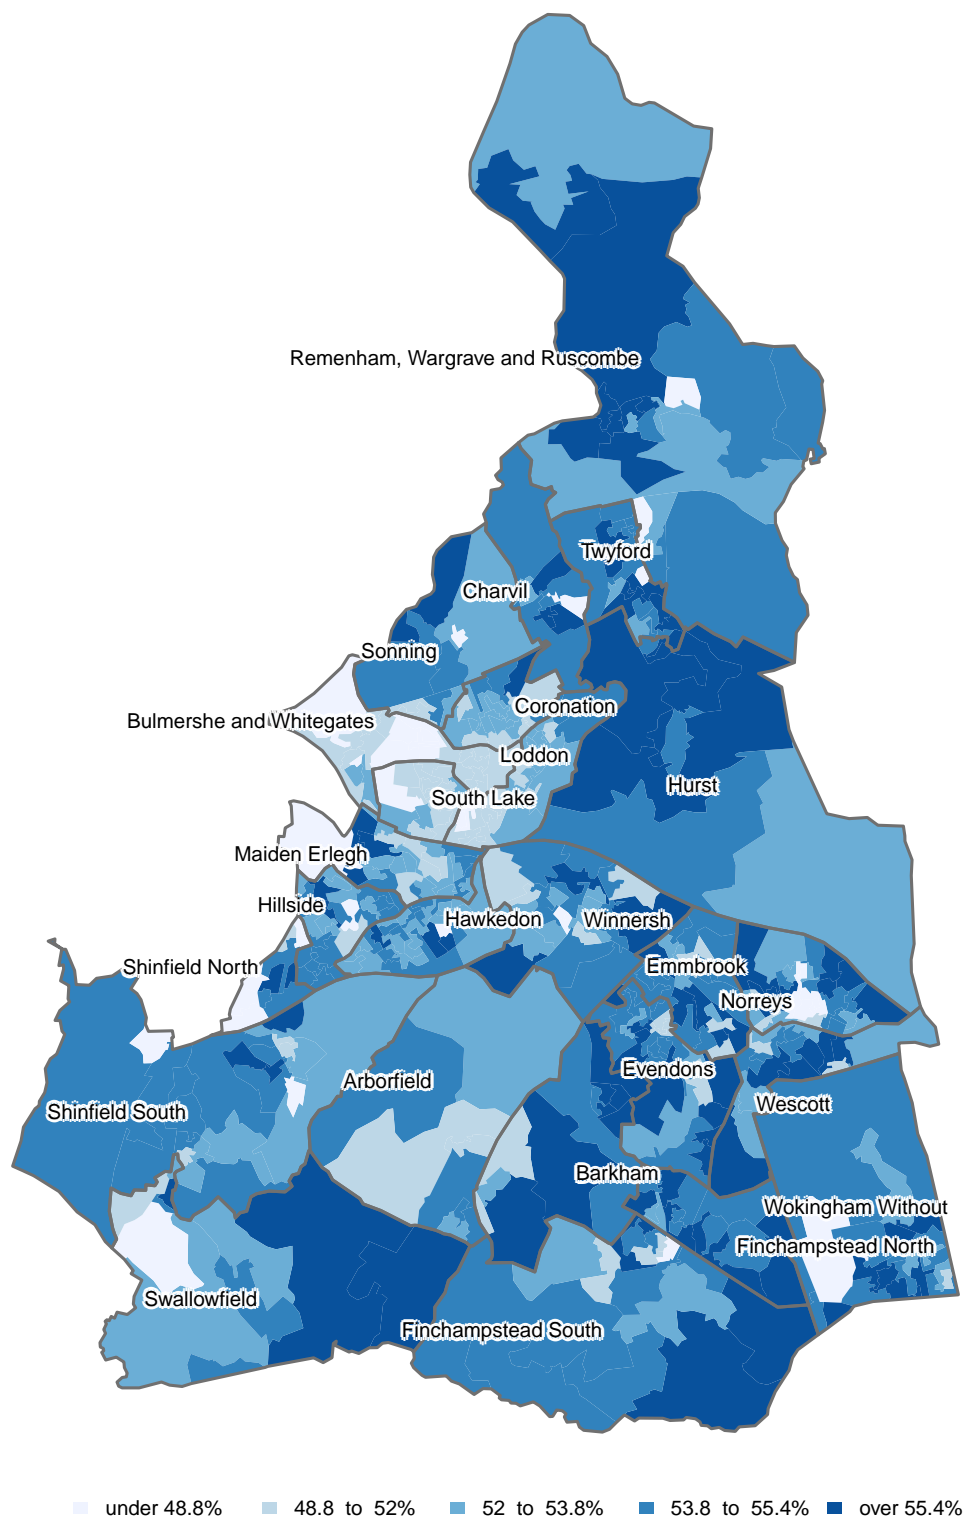 Remenham, Wargrave and Ruscombe
Twyford
Charvil
Sonning
Coronation
Bulmershe and Whitegates
Loddon
Hurst
South Lake
Maiden Erlegh
Hillside
Hawkedon
Winnersh
Shinfield North
Emmbrook
Norreys
Evendons
Arborfield
Shinfield South
Wescott
Barkham
Wokingham Without
Finchampstead North
Swallowfield
Finchampstead South
under 48.8%
48.8 to 52%
52 to 53.8%
53.8 to 55.4%
over 55.4%